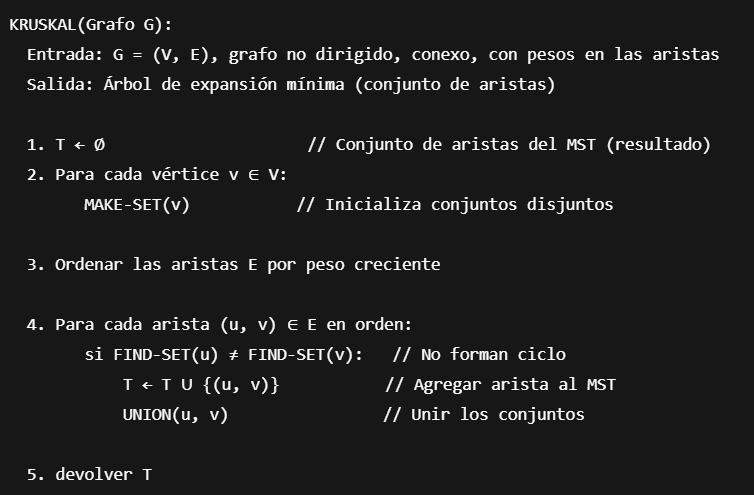 KRUSKAL(Grafo G):
Entrada: G = (V, E), grafo no dirigido, conexo, con pesos en las aristas
Salida: Árbol de expansión mínima (conjunto de aristas)
1. T ← Ø // Conjunto de aristas del MST (resultado)
2. Para cada vértice v ∈ V:
MAKE-SET(v) // Inicializa conjuntos disjuntos
3. Ordenar las aristas E por peso creciente
4. Para cada arista (u, v) ∈ E en orden:
si FIND-SET(u) ≠ FIND-SET(v): // No forman ciclo
T ← T ∪ {(u, v)} // Agregar arista al MST
UNION(u, v) // Unir los conjuntos
5. devolver T